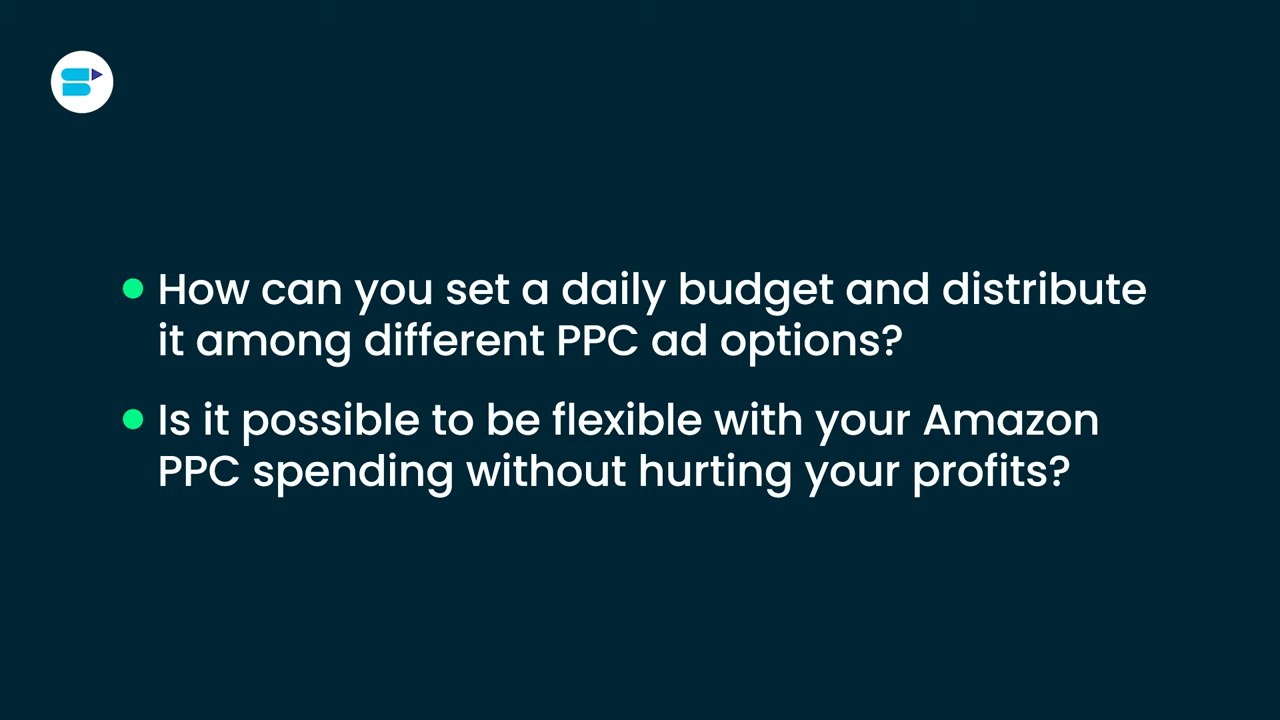 How can you set a daily budget and distribute
it among different PPC ad options?
Is it possible to be flexible with your Amazon
PPC spending without hurting your profits?